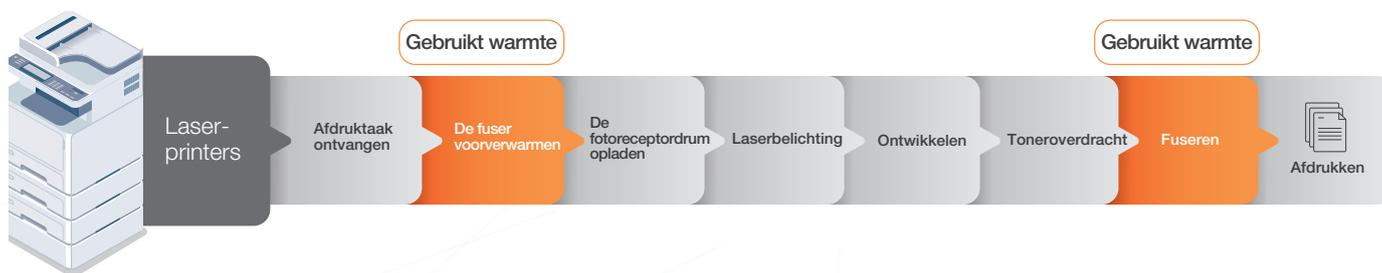 Gebruikt warmte
Gebruikt warmte
Laser-
printers
Afdruktaak
ontvangen
De fuser
voorverwarmen
De
fotoreceptordrum
opladen
Laserbelichting
Ontwikkelen
Toneroverdracht
Fuseren
Afdrukken